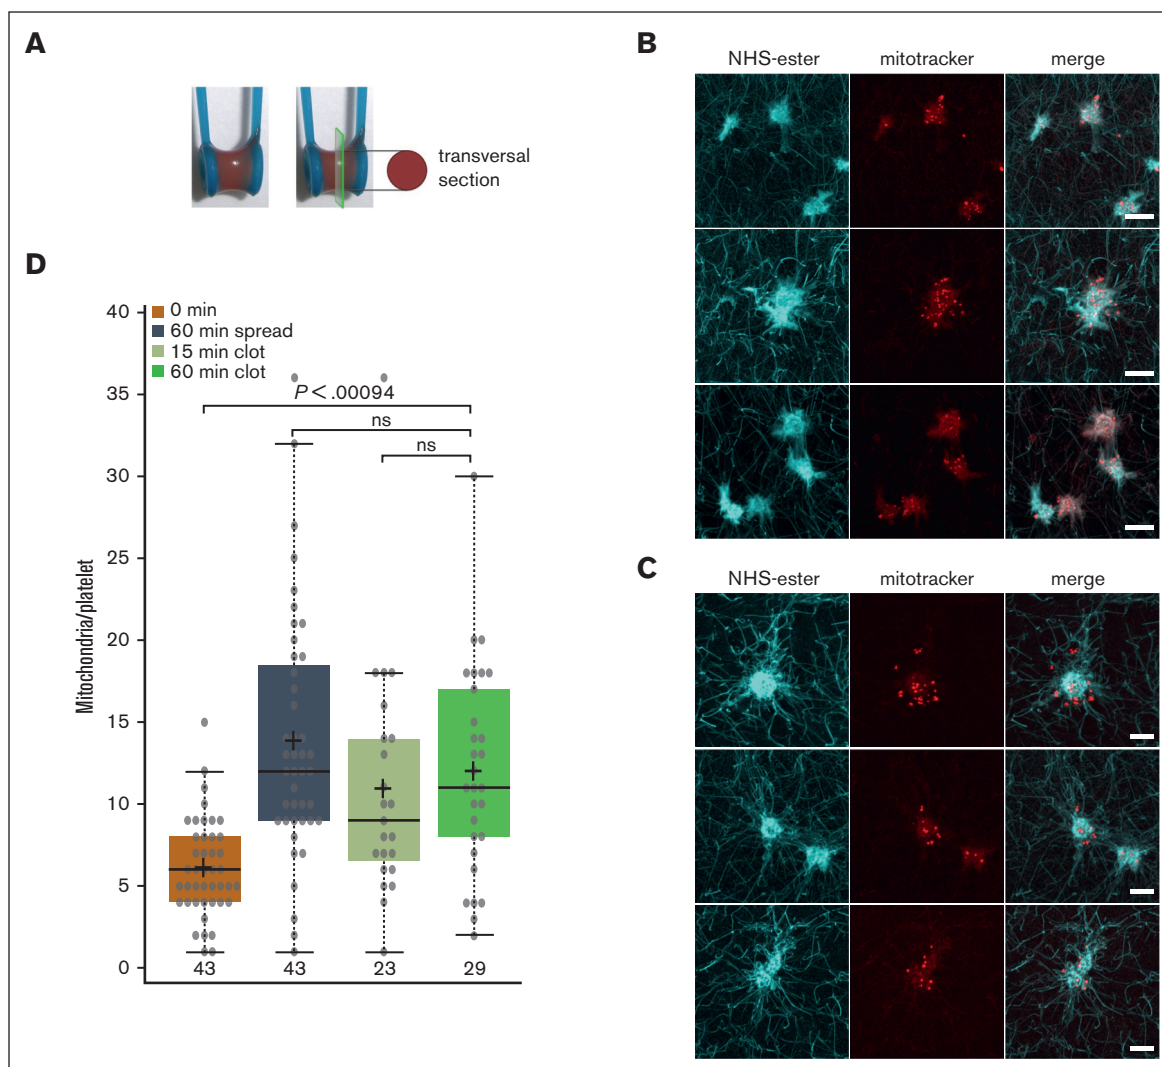 A
transversal
section
B
NHS-ester mitotracker merge
C
NHS-ester mitotracker merge
D
0 min
60 min spread
15 min clot
60 min clot
P < .00094
ns
ns
Mitochondria/platelet
40
35
30
25
20
15
10
5
0
43 43 23 29